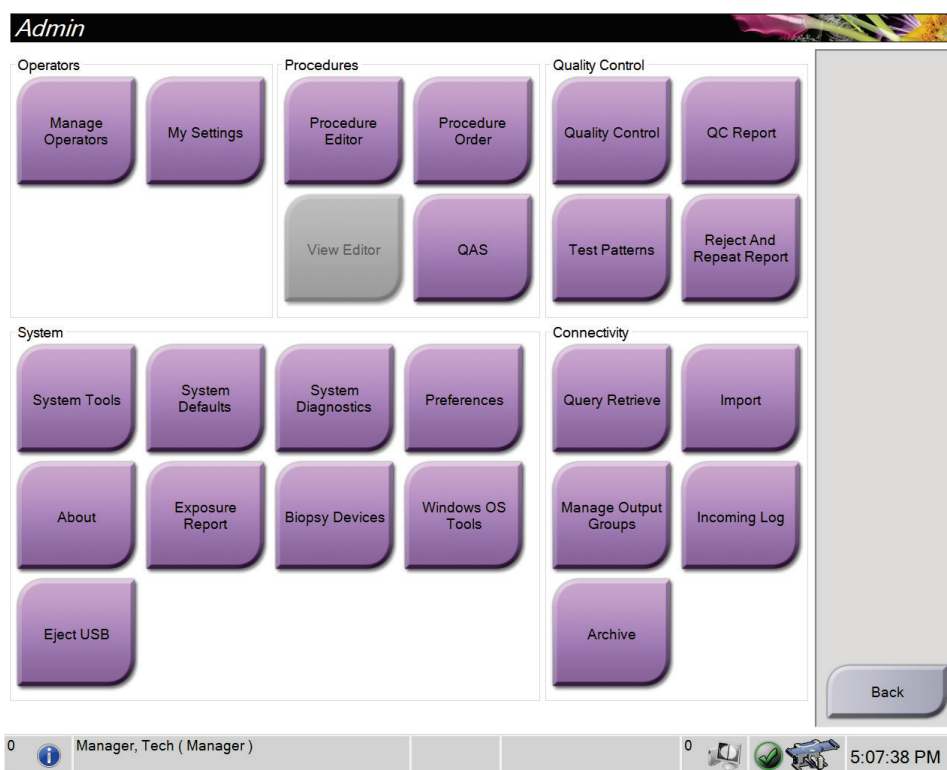 Admin
Operators
Manage
Operators
My Settings
Procedures
Procedure
Editor
Procedure
Order
View Editor
QAS
Quality Control
Quality Control
QC Report
Test Patterns
Reject And
Repeat Report
System
System Tools
System
Defaults
System
Diagnostics
Preferences
About
Exposure
Report
Biopsy Devices
Windows OS
Tools
Eject USB
Connectivity
Query Retrieve
Import
Manage Output
Groups
Incoming Log
Archive
Back
0
Manager, Tech ( Manager )
0
5:07:38 PM